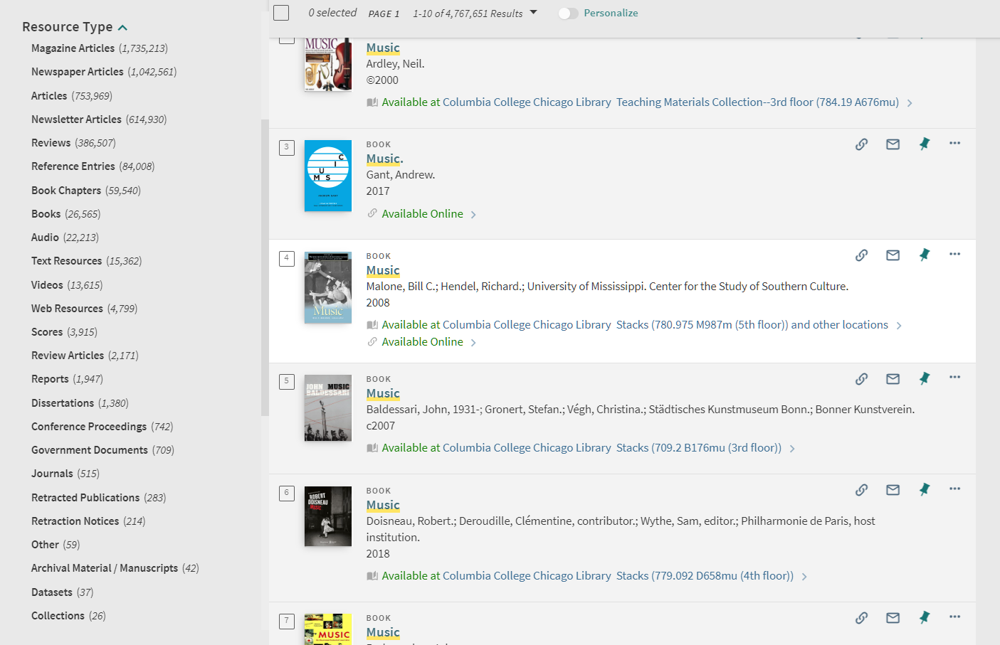 Resource Type
Magazine Articles (1,735,213)
Newspaper Articles (1,042,561)
Articles (753,969)
Newsletter Articles (614,930)
Reviews (386,507)
Reference Entries (84,008)
Book Chapters (59,540)
Books (26,565)
Audio (22,213)
Text Resources (15,362)
Videos (13,615)
Web Resources (4,799)
Scores (3,915)
Review Articles (2,171)
Reports (1,947)
Dissertations (1,380)
Conference Proceedings (742)
Government Documents (709)
Journals (515)
Retracted Publications (283)
Retraction Notices (214)
Other (59)
Archival Material / Manuscripts (42)
Datasets (37)
Collections (26)
0 selected PAGE 1 1-10 of 4,767,651 Results Personalize
MUSIC
Music
Ardley, Neil.
©2000
Available at Columbia College Chicago Library Teaching Materials Collection--3rd floor (784.19 A676mu)
3
MUSIC
ANDREW GANT
BOOK
Music.
Gant, Andrew.
2017
Available Online
4
Music
BOOK
Music
Malone, Bill C.; Hendel, Richard.; University of Mississippi. Center for the Study of Southern Culture.
2008
Available at Columbia College Chicago Library Stacks (780.975 M987m (5th floor)) and other locations
Available Online
5
JOHN MUSIC
BALDESSARI
BOOK
Music
Baldessari, John, 1931-; Gronert, Stefan.; Végh, Christina.; Städtisches Kunstmuseum Bonn.; Bonner Kunstverein.
c2007
Available at Columbia College Chicago Library Stacks (709.2 B176mu (3rd floor))
6
ROBERT
DOISNEAU
MUSIC
BOOK
Music
Doisneau, Robert.; Deroudille, Clémentine, contributor.; Wythe, Sam, editor.; Philharmonie de Paris, host
institution.
2018
Available at Columbia College Chicago Library Stacks (779.092 D658mu (4th floor))
7
MUSIC
BOOK
Music